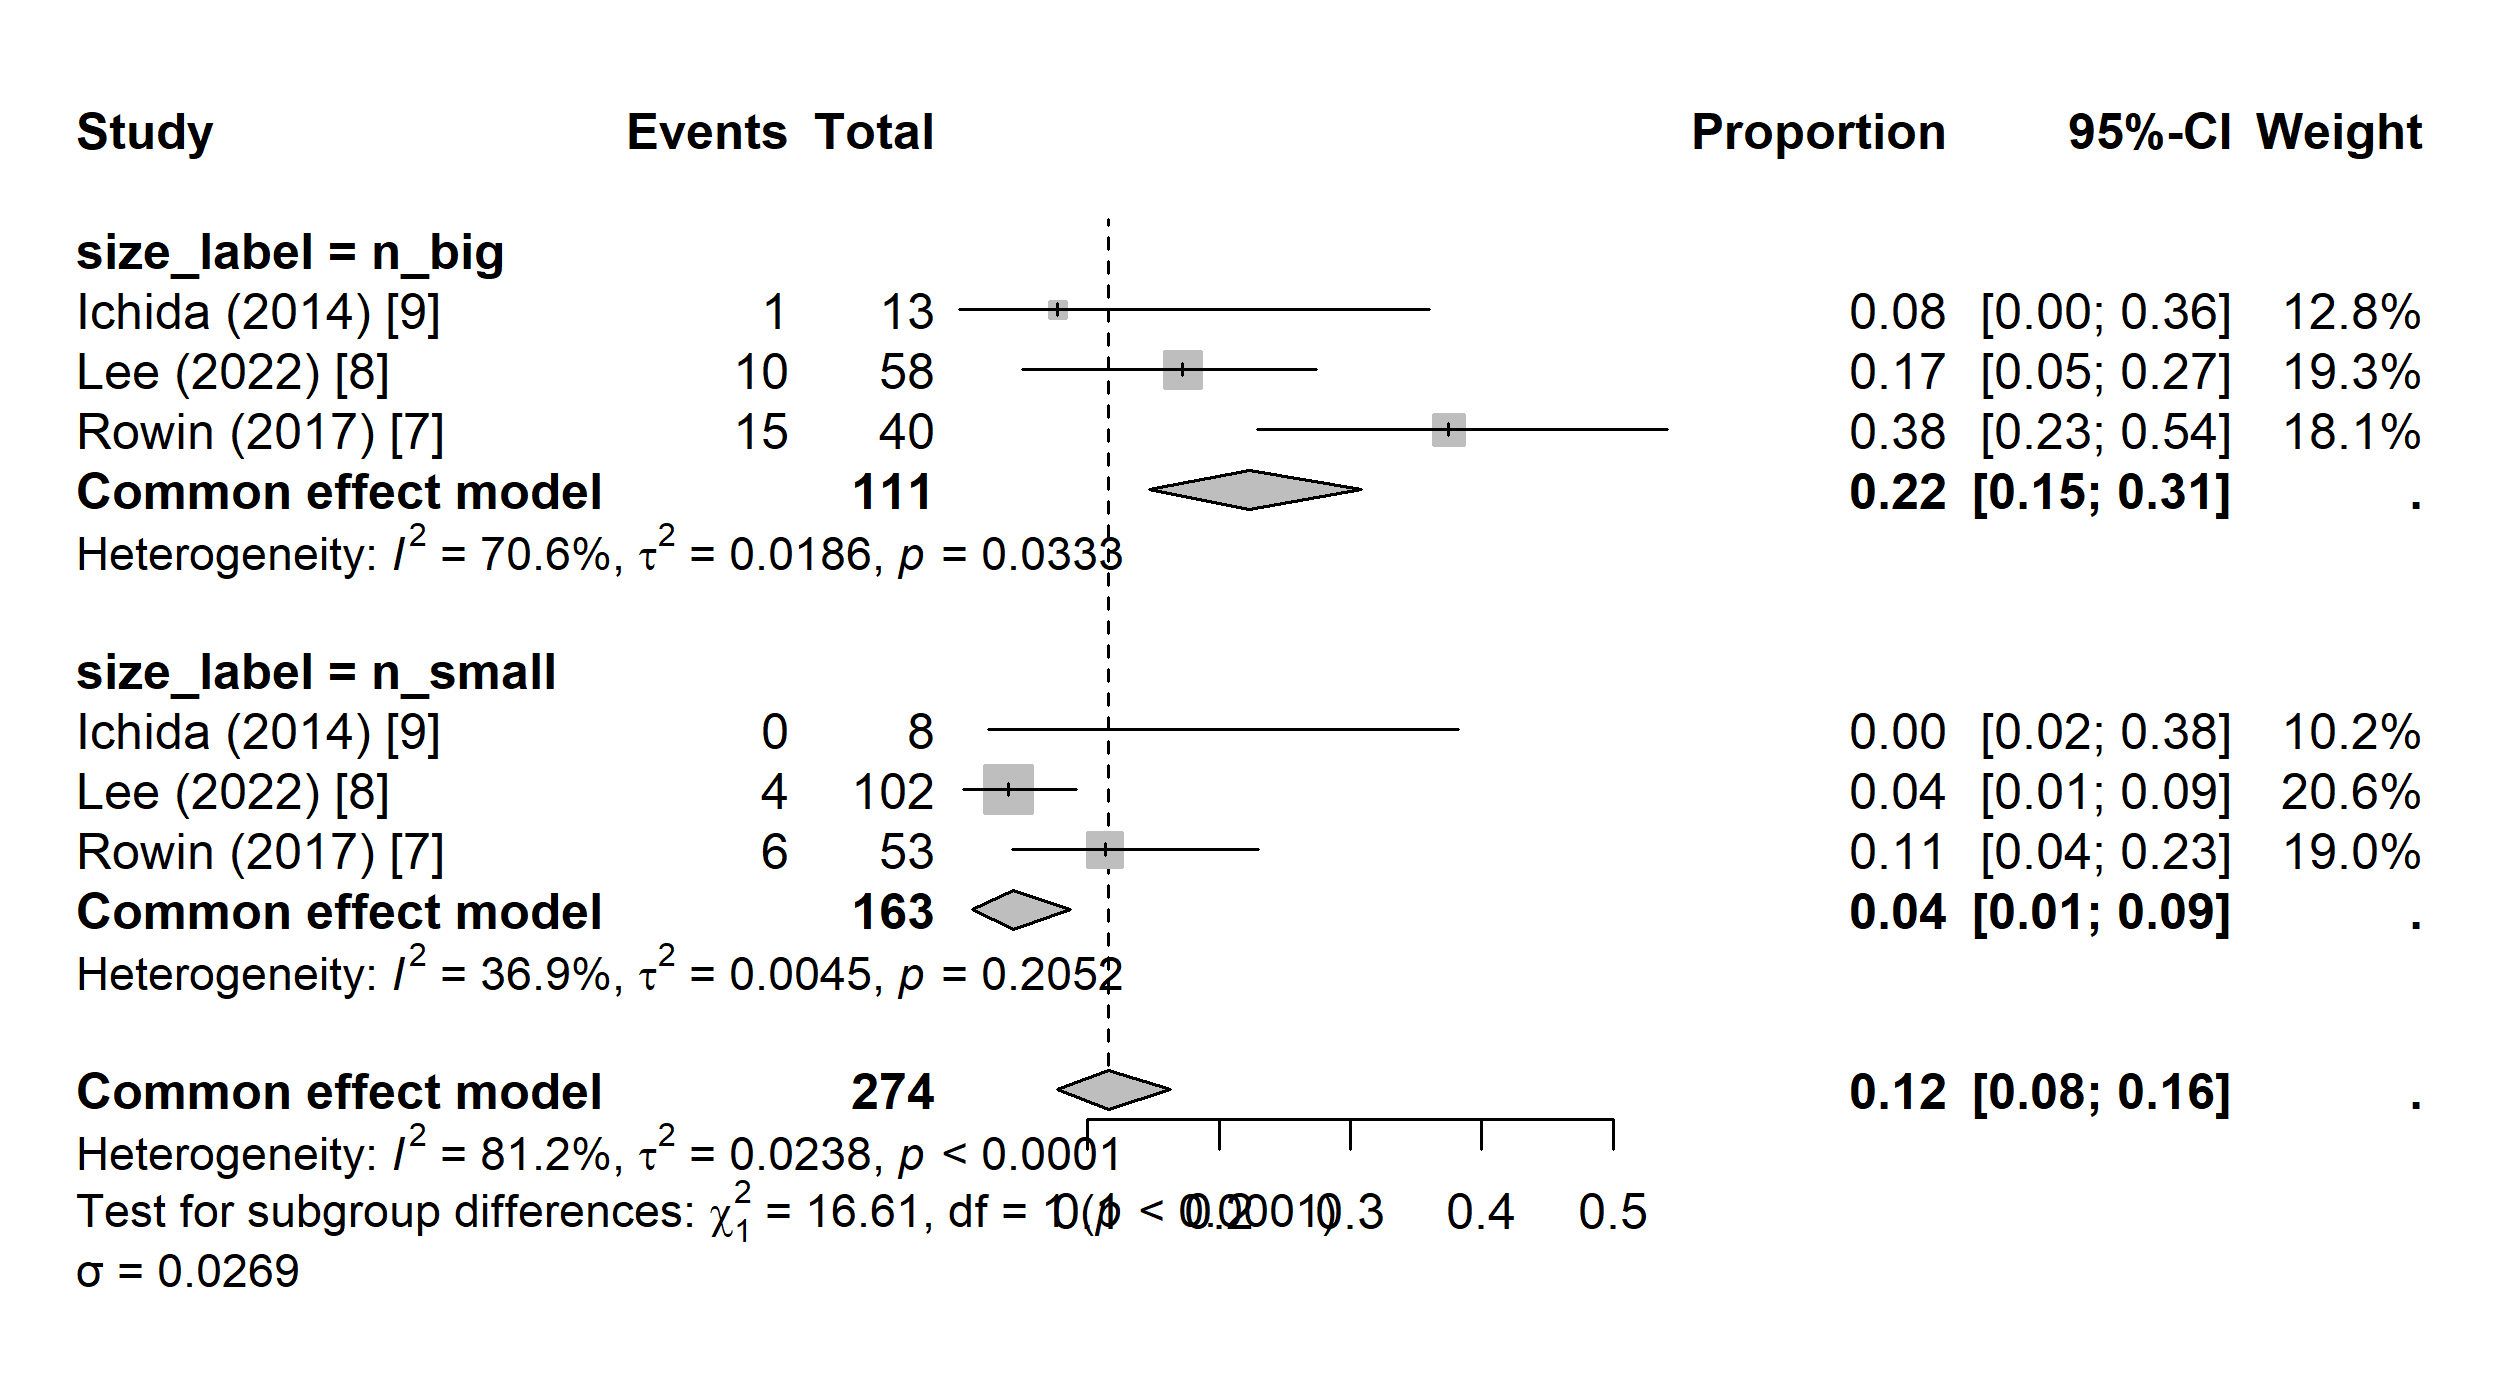 Study Events Total Proportion 95%-CI Weight
size_label = n_big
Ichida (2014) [9] 1 13 0.08 [0.00; 0.36] 12.8%
Lee (2022) [8] 10 58 0.17 [0.05; 0.27] 19.3%
Rowin (2017) [7] 15 40 0.38 [0.23; 0.54] 18.1%
Common effect model 111 0.22 [0.15; 0.31] .
Heterogeneity: I² = 70.6%, τ² = 0.0186, p = 0.0333
size_label = n_small
Ichida (2014) [9] 0 8 0.00 [0.02; 0.38] 10.2%
Lee (2022) [8] 4 102 0.04 [0.01; 0.09] 20.6%
Rowin (2017) [7] 6 53 0.11 [0.04; 0.23] 19.0%
Common effect model 163 0.04 [0.01; 0.09] .
Heterogeneity: I² = 36.9%, τ² = 0.0045, p = 0.2052
Common effect model 274 0.12 [0.08; 0.16] .
Heterogeneity: I² = 81.2%, τ² = 0.0238, p < 0.0001
Test for subgroup differences: χ₁² = 16.61, df = 1 (p < 0.0001)
0.1 0.2 0.3 0.4 0.5
σ = 0.0269